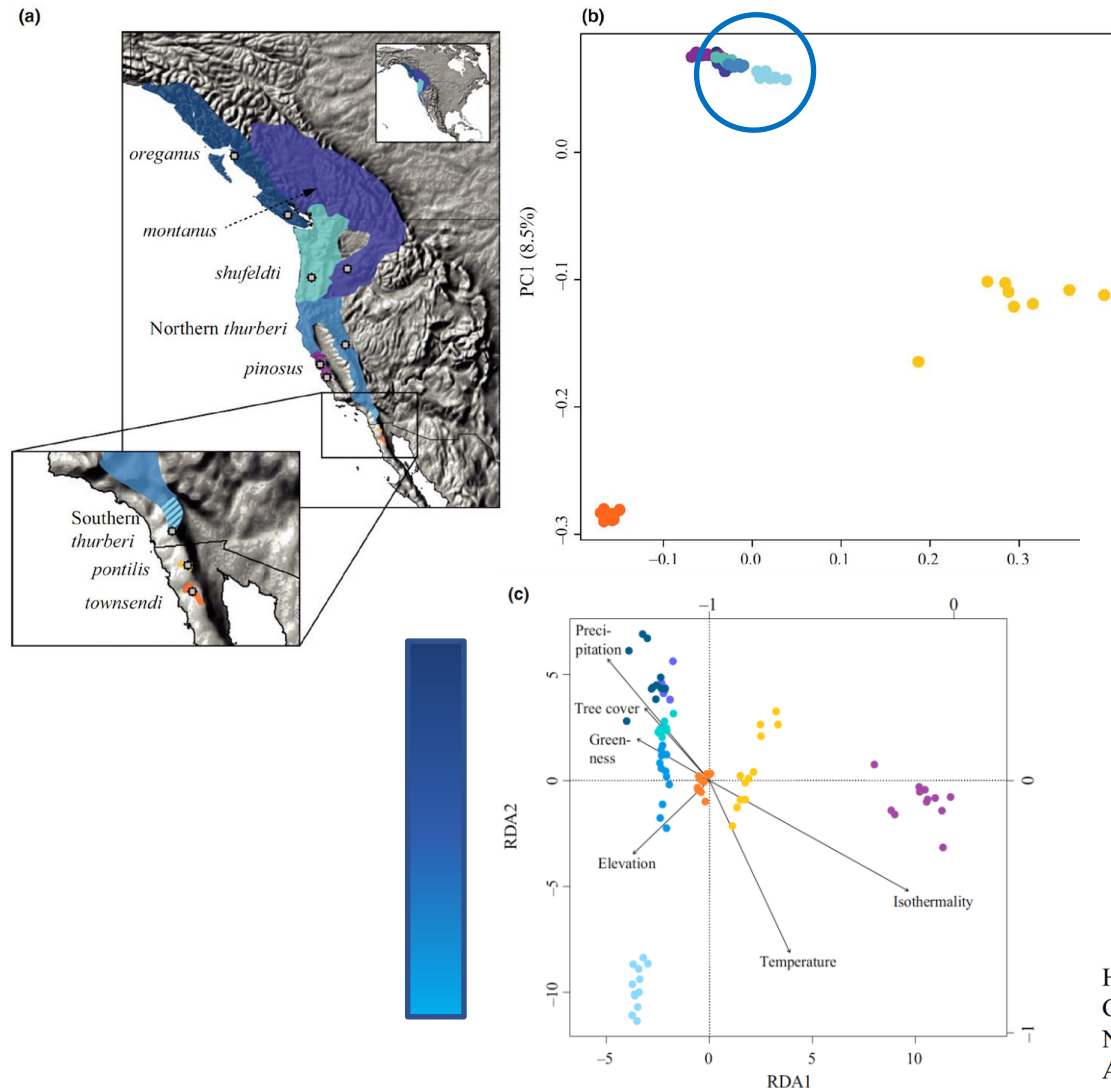 (a)
oreganus
montanus
shufeldti
Northern thurberi
pinosus
Southern
thurberi
pontilis
townsendi
(b)
PC1 (8.5%)
0.0
−0.1
−0.2
−0.3
−0.1
0.0
0.1
0.2
0.3
(c)
−1
0
Preci-
pitation
Tree cover
Green-
ness
Elevation
Isothermality
Temperature
RDA2
5
0
−5
−10
0
−1
−5
0
5
10
RDA1